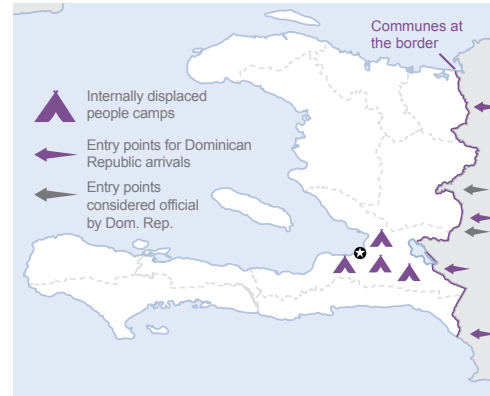 Communes at
the border
Internally displaced
people camps
Entry points for Dominican
Republic arrivals
Entry points
considered official
by Dom. Rep.